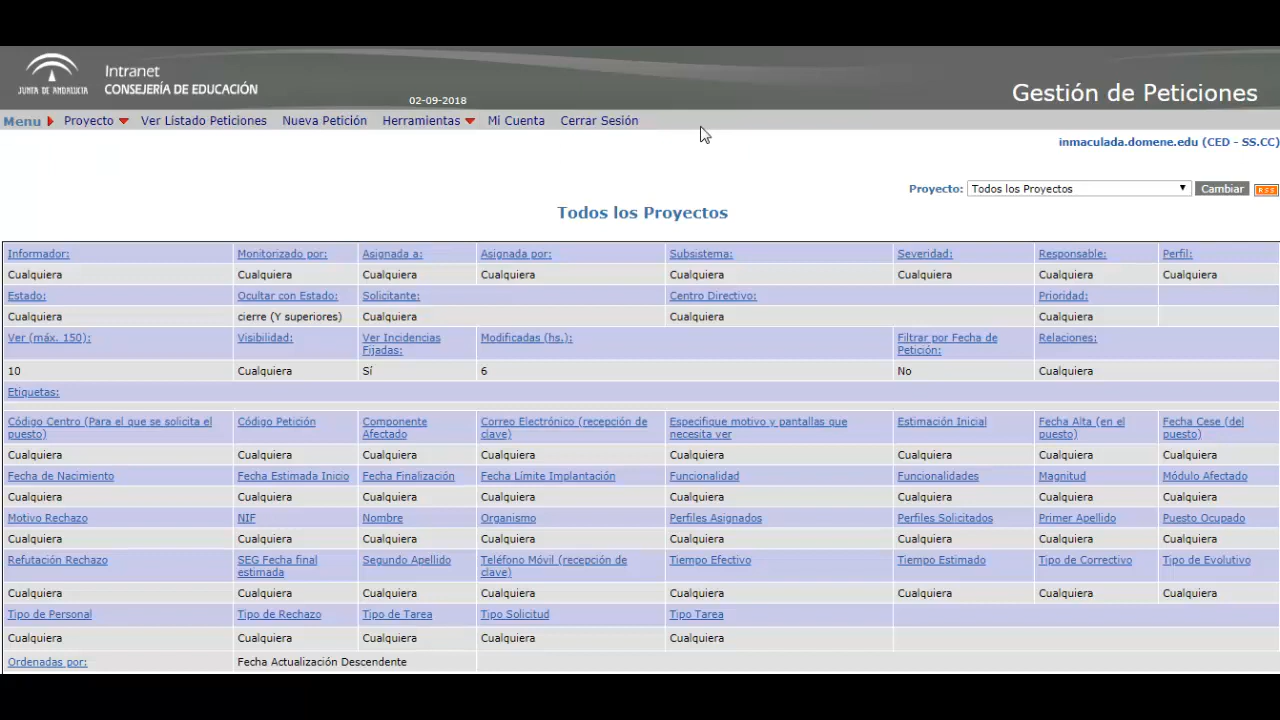 JUNTA DE ANDALUCIA
Intranet
CONSEJERÍA DE EDUCACIÓN
02-09-2018
Gestión de Peticiones
Menu Proyecto Ver Listado Peticiones Nueva Petición Herramientas Mi Cuenta Cerrar Sesión
inmaculada.domene.edu (CED - SS.CC)
Proyecto: Todos los Proyectos Cambiar RSS
Todos los Proyectos
Informador: Monitorizado por: Asignada a: Asignada por: Subsistema: Severidad: Responsable: Perfil:
Cualquiera Cualquiera Cualquiera Cualquiera Cualquiera Cualquiera Cualquiera Cualquiera
Estado: Ocultar con Estado: Solicitante: Centro Directivo: Prioridad:
Cualquiera cierre (Y superiores) Cualquiera Cualquiera Cualquiera
Ver (máx. 150): Visibilidad: Ver Incidencias Modificadas (hs.): Filtrar por Fecha de Relaciones:
Fijadas: Petición:
10 Cualquiera Sí 6 No Cualquiera
Etiquetas:
Código Centro (Para el que se solicita el Código Petición Componente Correo Electrónico (recepción de Especifique motivo y pantallas que Estimación Inicial Fecha Alta (en el Fecha Cese (del
puesto) Afectado clave) necesita ver puesto) puesto)
Cualquiera Cualquiera Cualquiera Cualquiera Cualquiera Cualquiera Cualquiera Cualquiera
Fecha de Nacimiento Fecha Estimada Inicio Fecha Finalización Fecha Límite Implantación Funcionalidad Funcionalidades Magnitud Módulo Afectado
Cualquiera Cualquiera Cualquiera Cualquiera Cualquiera Cualquiera Cualquiera Cualquiera
Motivo Rechazo NIF Nombre Organismo Perfiles Asignados Perfiles Solicitados Primer Apellido Puesto Ocupado
Cualquiera Cualquiera Cualquiera Cualquiera Cualquiera Cualquiera Cualquiera Cualquiera
Refutación Rechazo SEG Fecha final Segundo Apellido Teléfono Móvil (recepción de Tiempo Efectivo Tiempo Estimado Tipo de Correctivo Tipo de Evolutivo
estimada clave)
Cualquiera Cualquiera Cualquiera Cualquiera Cualquiera Cualquiera Cualquiera Cualquiera
Tipo de Personal Tipo de Rechazo Tipo de Tarea Tipo Solicitud Tipo Tarea
Cualquiera Cualquiera Cualquiera Cualquiera Cualquiera
Ordenadas por: Fecha Actualización Descendente